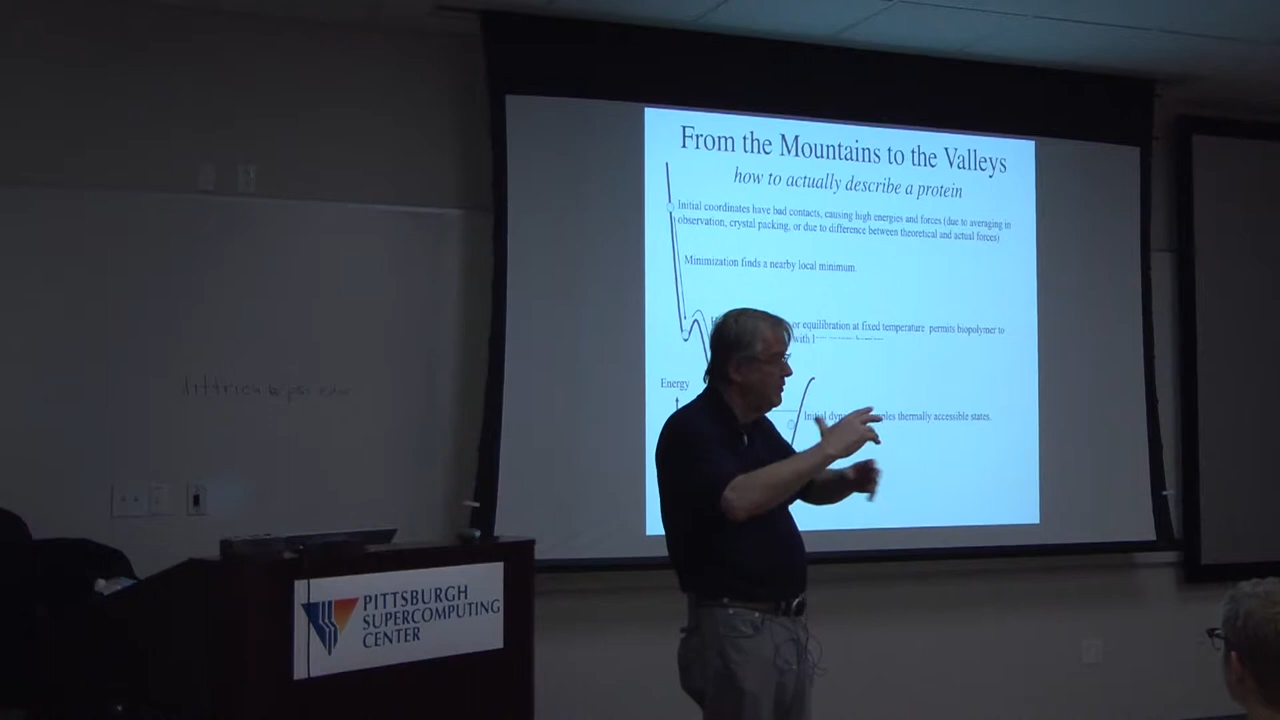 From the Mountains to the Valleys
how to actually describe a protein
Initial coordinates have bad contacts, causing high energies and forces (due to averaging in
observation, crystal packing, or due to difference between theoretical and actual forces)
Minimization finds a nearby local minimum.
or equilibration at fixed temperature, permits biopolymer to
with
Energy
Initial thermally accessible states.
PITTSBURGH
SUPERCOMPUTING
CENTER